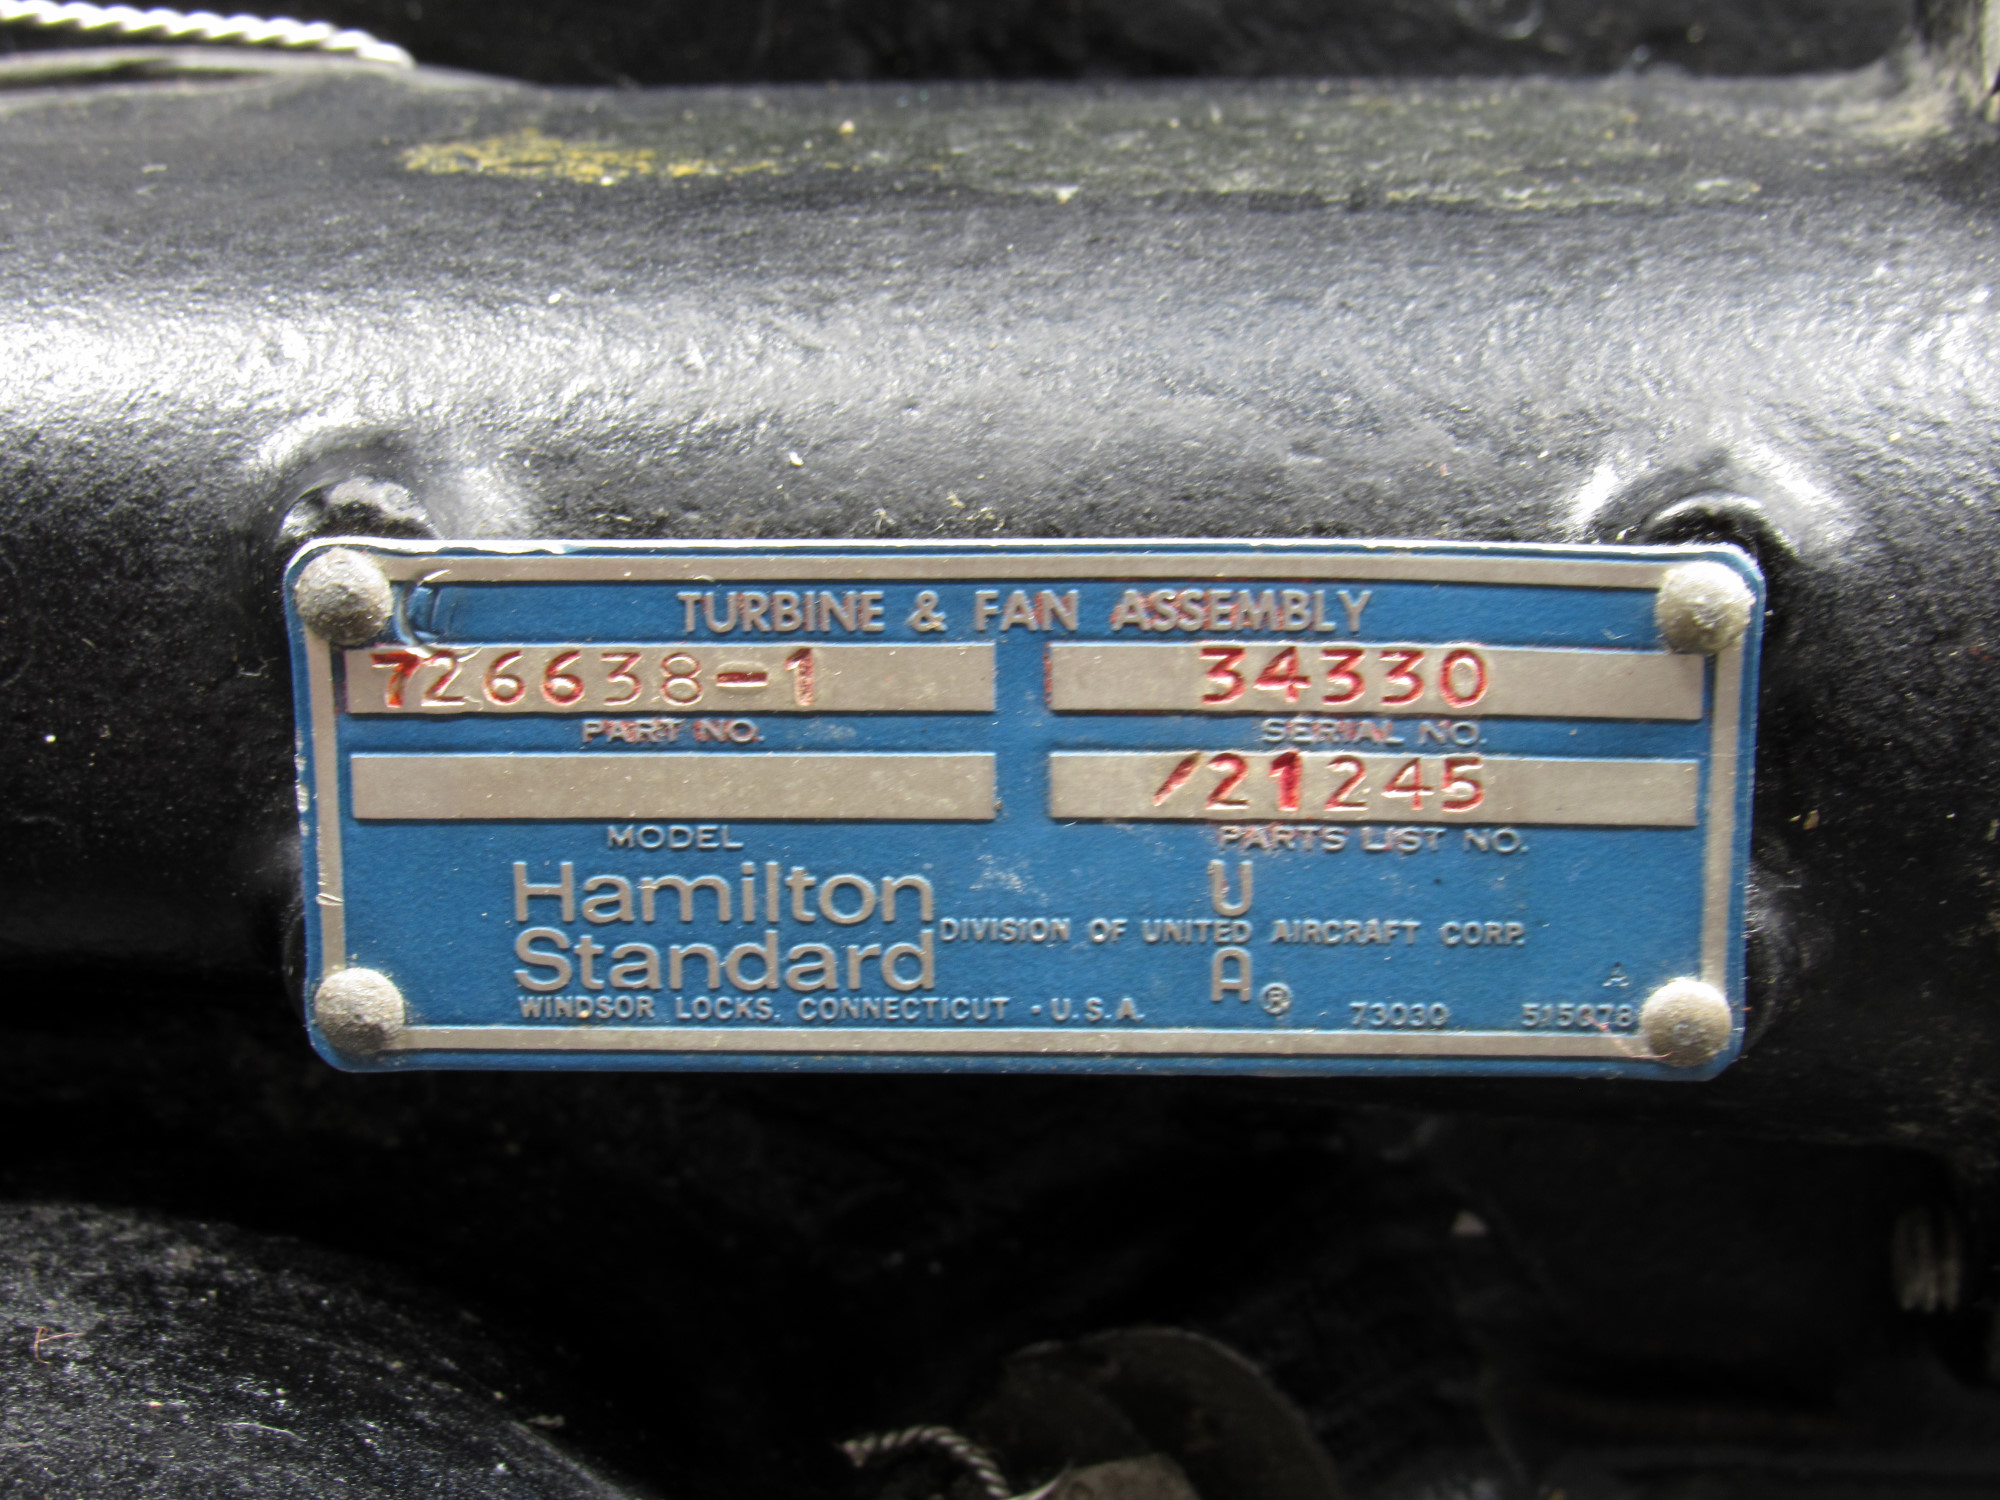 TURBINE & FAN ASSEMBLY
726638-1 34330
PART NO. SERIAL NO.
/21245
MODEL PARTS LIST NO.
Hamilton
Standard
DIVISION OF UNITED AIRCRAFT CORP.
U
A ®
WINDSOR LOCKS, CONNECTICUT · U.S.A.
73030 515078 A